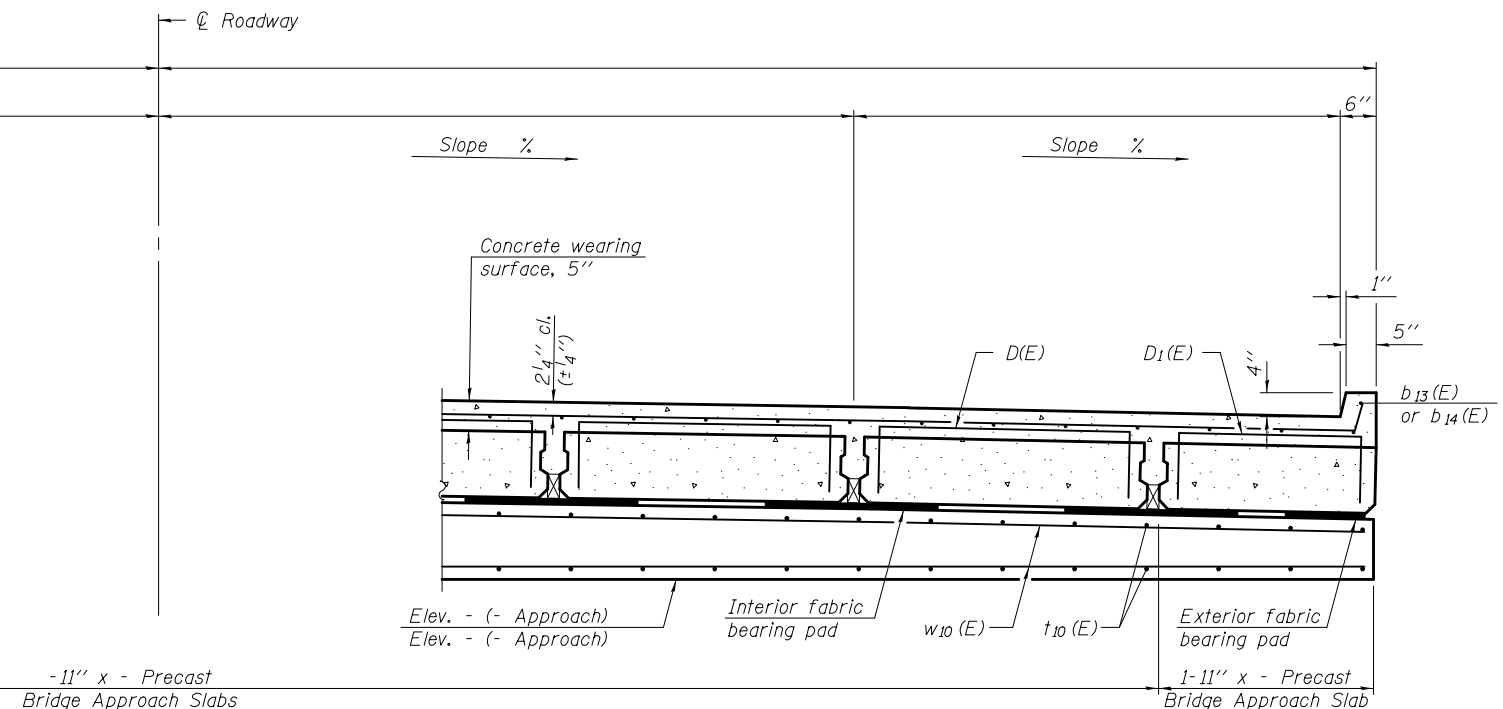 ℄ Roadway
6″
Slope %
Slope %
Concrete wearing
surface, 5″
1″
5″
2¼″ cl.
(± ¼″)
D(E)
D1(E)
4″
b13(E)
or b14(E)
Elev. - (- Approach)
Elev. - (- Approach)
Interior fabric
bearing pad
w10(E)
t10(E)
Exterior fabric
bearing pad
-11″ x - Precast
Bridge Approach Slabs
1-11″ x - Precast
Bridge Approach Slab